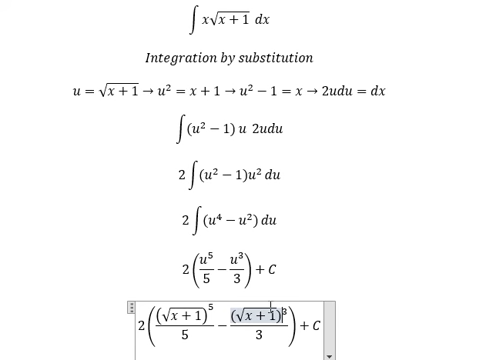 ∫ x√(x + 1) dx
Integration by substitution
u = √(x + 1) → u² = x + 1 → u² − 1 = x → 2udu = dx
∫ (u² − 1) u 2udu
2 ∫ (u² − 1)u² du
2 ∫ (u⁴ − u²) du
2 (u⁵/5 − u³/3) + C
2 ((√(x + 1))⁵/5 − (√(x + 1))³/3) + C